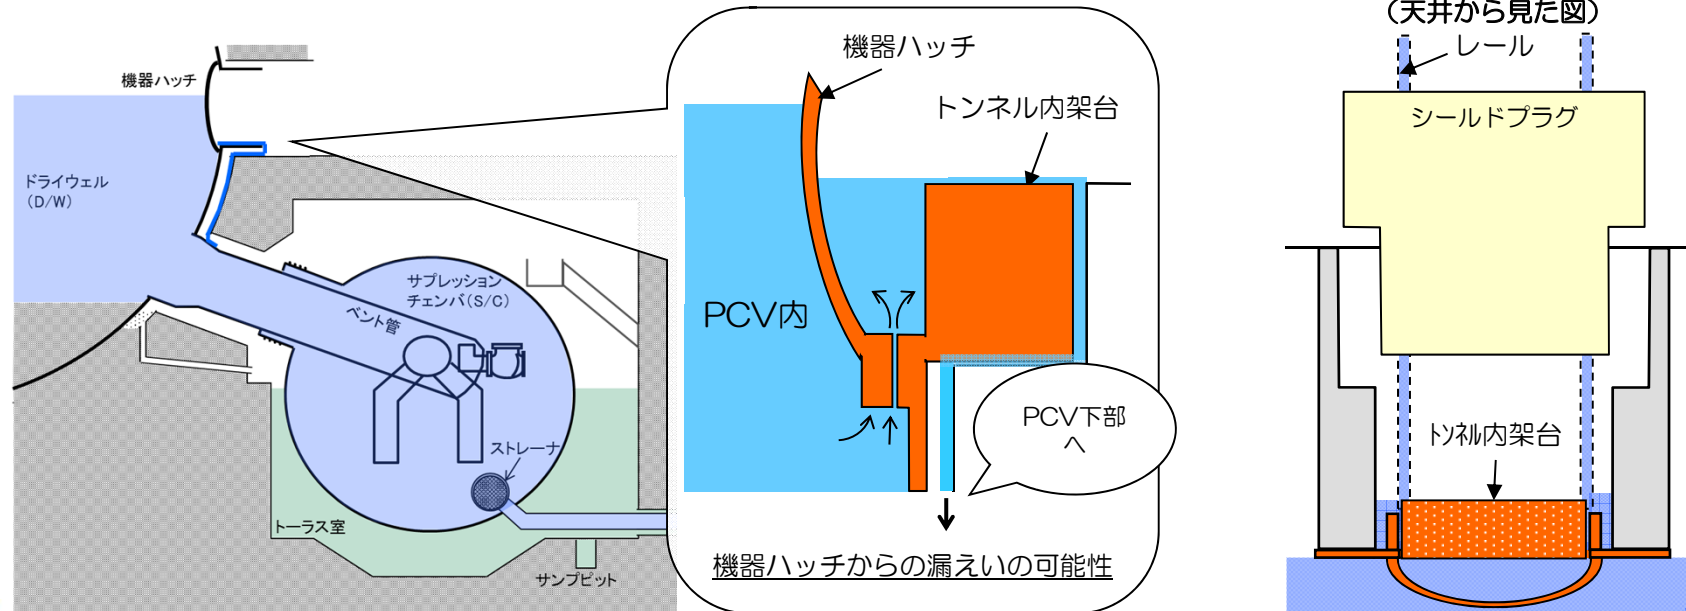 機器ハッチ
ドライウェル
(D/W)
サプレッション
チェンバ(S/C)
ベント管
ストレーナ
トーラス室
サンプピット
機器ハッチ
トンネル内架台
PCV内
PCV下部
へ
機器ハッチからの漏えいの可能性
(天井から見た図)
レール
シールドプラグ
トンネル内架台